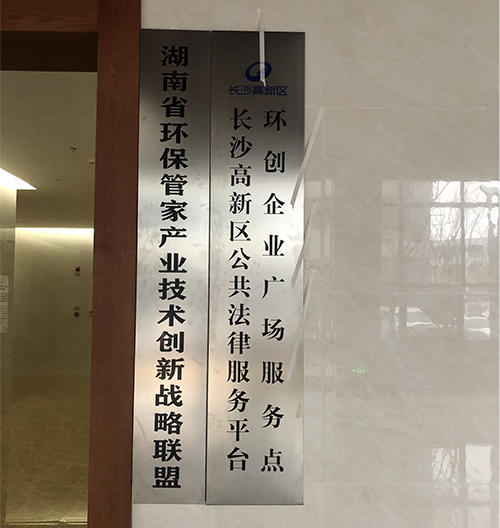 湖南省环保管家产业技术创新战略联盟
长沙高新区
长沙高新区公共法律服务平台
环创企业广场服务点